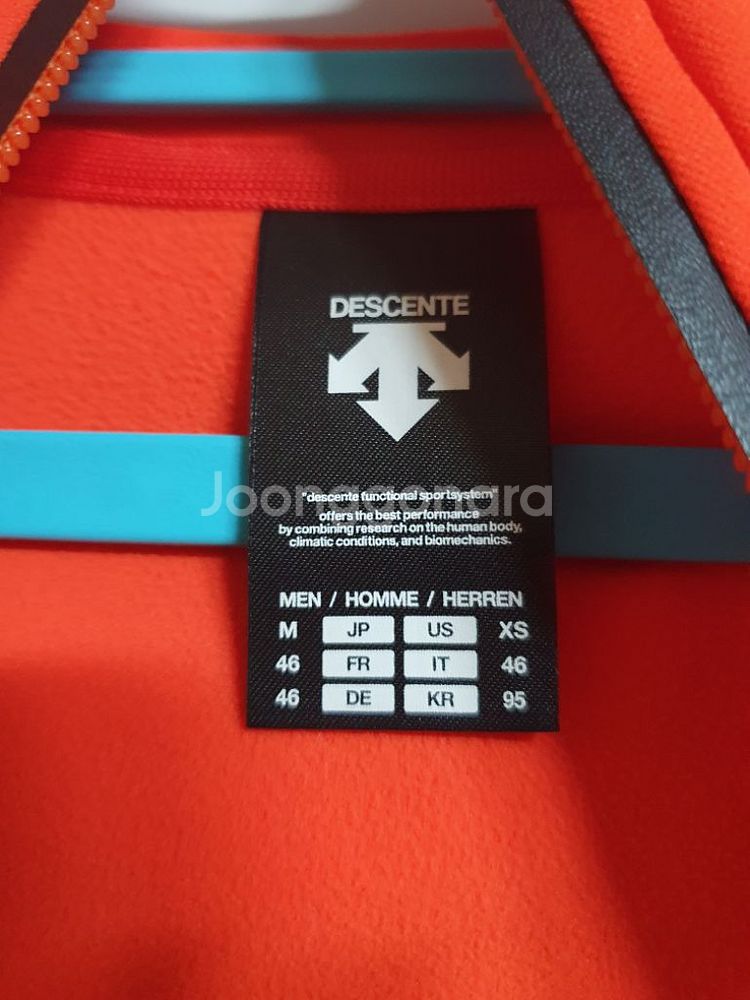 DESCENTE
"descente functional sportsystem"
offers the best performance
by combining research on the human body,
climatic conditions, and biomechanics.
Joonggonara
MEN / HOMME / HERREN
M JP US XS
46 FR IT 46
46 DE KR 95